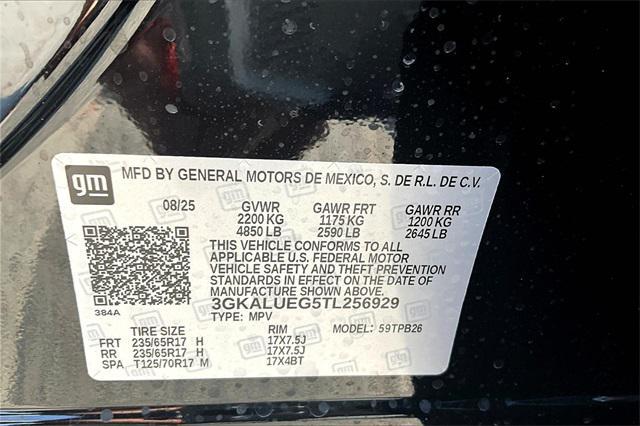 gm MFD BY GENERAL MOTORS DE MEXICO, S. DE R.L. DE C.V.
08/25 GVWR GAWR FRT GAWR RR
2200 KG 1175 KG 1200 KG
4850 LB 2590 LB 2645 LB
THIS VEHICLE CONFORMS TO ALL
APPLICABLE U.S. FEDERAL MOTOR
VEHICLE SAFETY AND THEFT PREVENTION
STANDARDS IN EFFECT ON THE DATE OF
MANUFACTURE SHOWN ABOVE.
3GKALUEG5TL256929
384A
TYPE: MPV
TIRE SIZE RIM MODEL: 59TPB26
FRT 235/65R17 H 17X7.5J
RR 235/65R17 H 17X7.5J
SPA T125/70R17 M 17X4BT